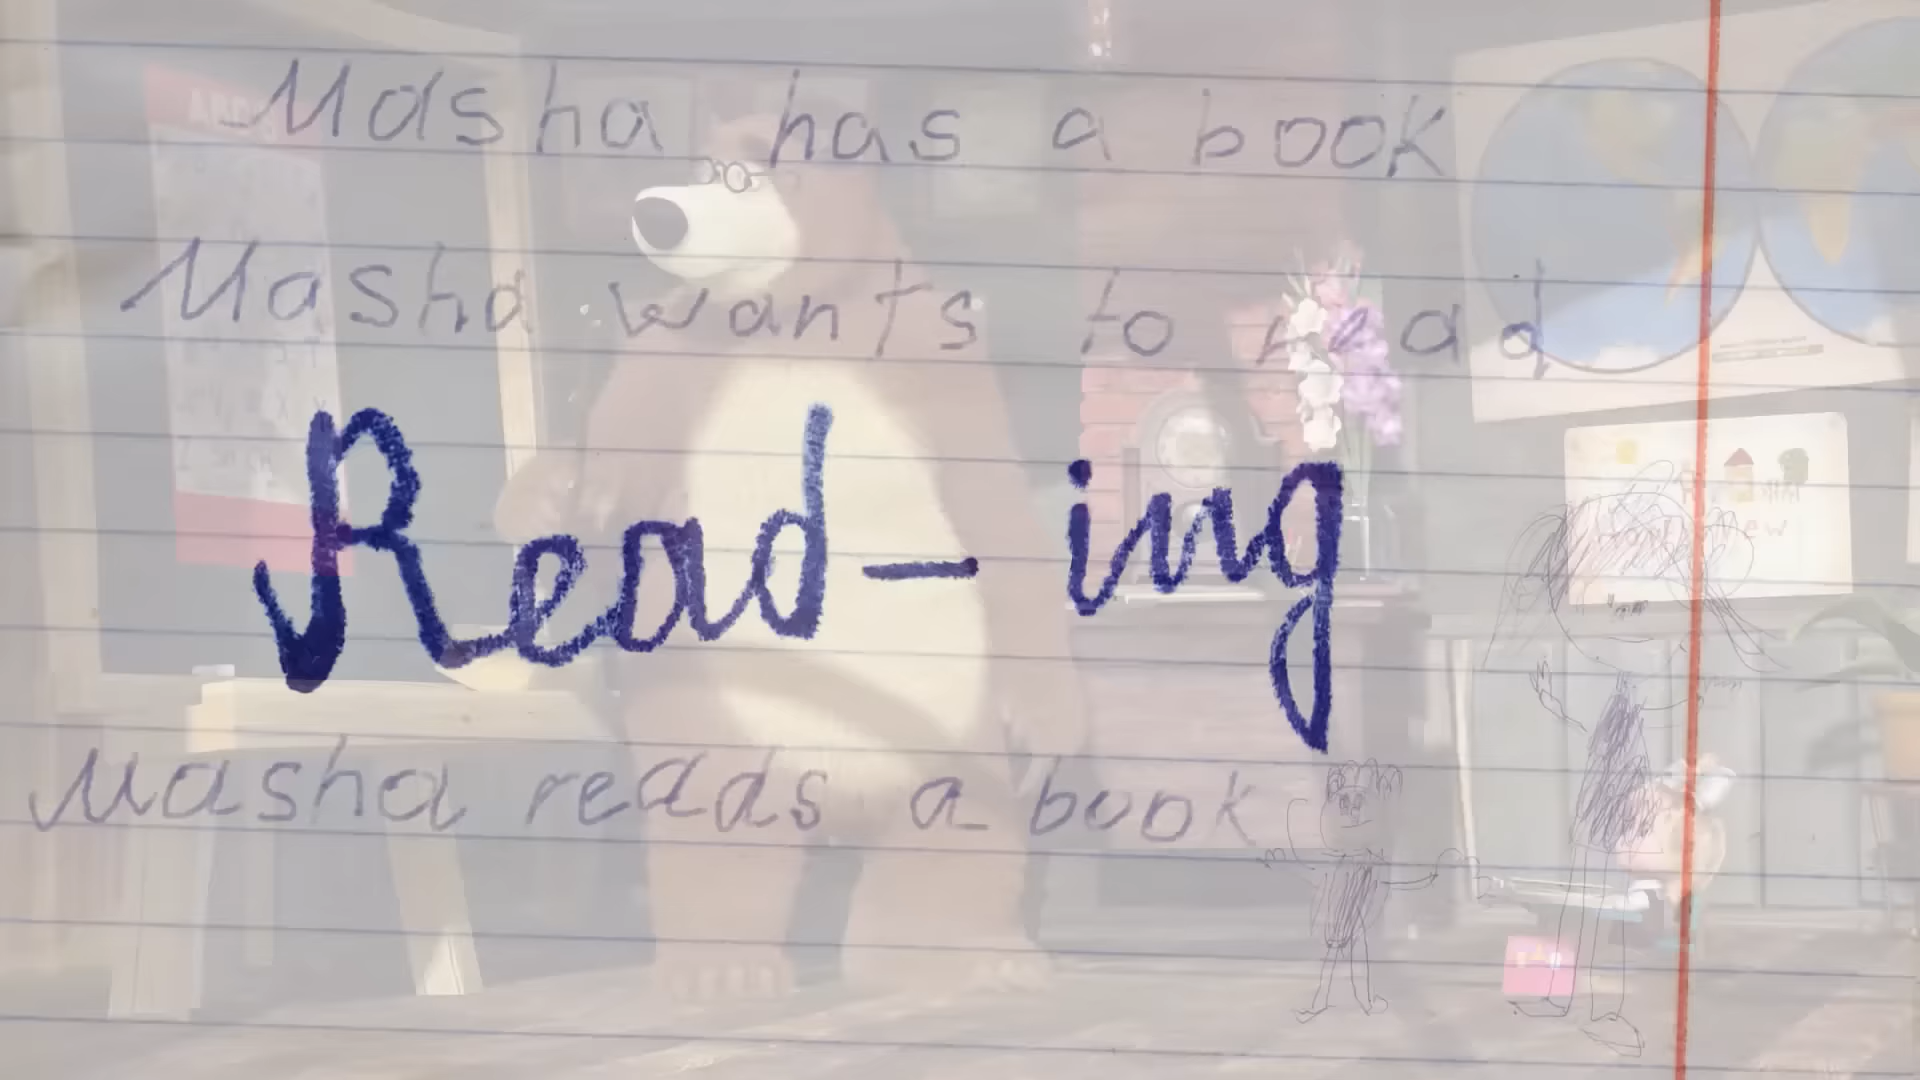 Masha has a book
Masha wants to read
Read-ing
Masha reads a book